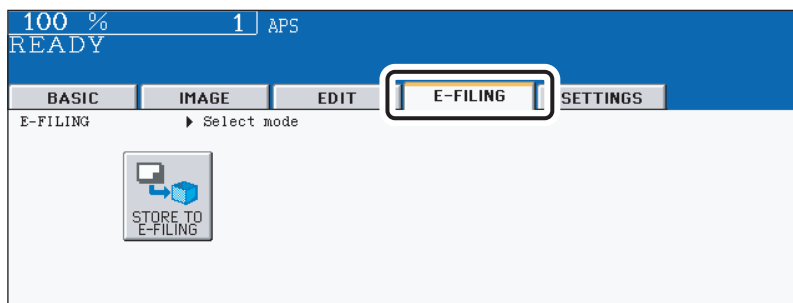 100 % 1 APS
READY
BASIC IMAGE EDIT E-FILING SETTINGS
E-FILING ▶ Select mode
STORE TO
E-FILING